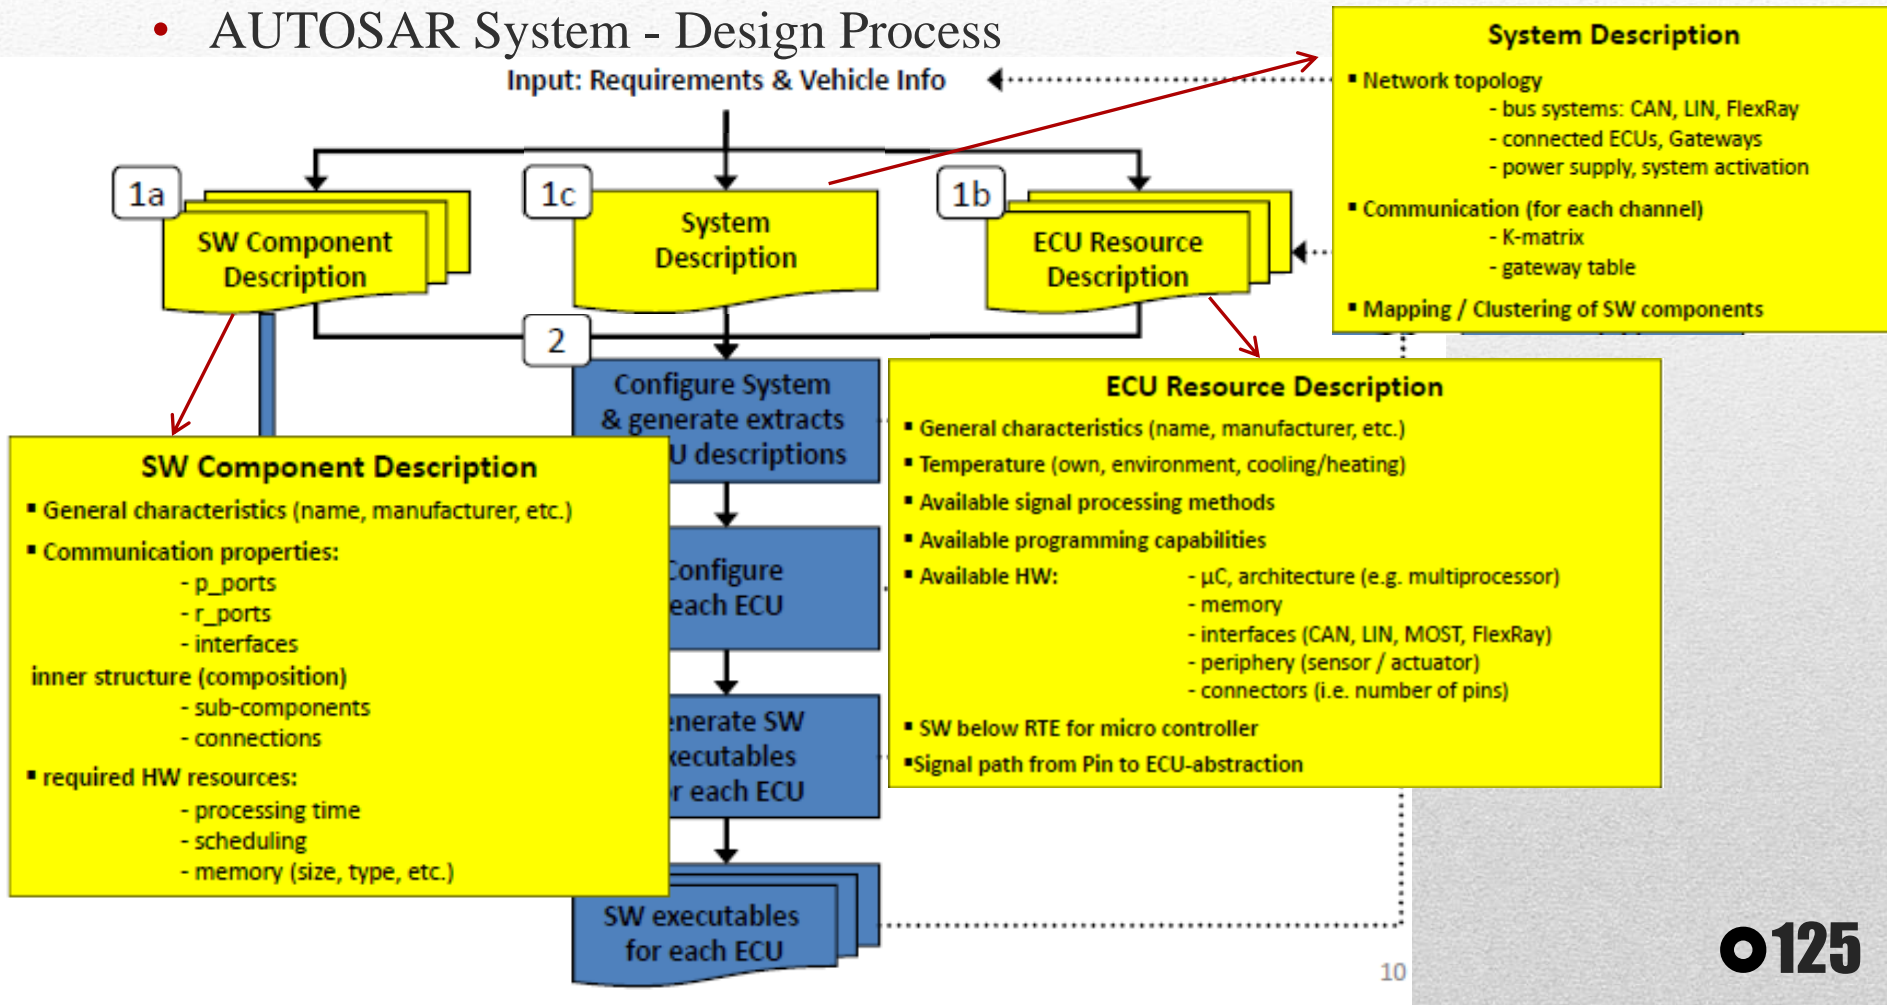 • AUTOSAR System - Design Process
Input: Requirements & Vehicle Info
1a
SW Component
Description
1c
System
Description
1b
ECU Resource
Description
System Description
▪ Network topology
- bus systems: CAN, LIN, FlexRay
- connected ECUs, Gateways
- power supply, system activation
▪ Communication (for each channel)
- K-matrix
- gateway table
▪ Mapping / Clustering of SW components
2
Configure System
& generate extracts
U descriptions
onfigure
each ECU
enerate SW
xecutables
r each ECU
SW executables
for each ECU
SW Component Description
▪ General characteristics (name, manufacturer, etc.)
▪ Communication properties:
- p_ports
- r_ports
- interfaces
inner structure (composition)
- sub-components
- connections
▪ required HW resources:
- processing time
- scheduling
- memory (size, type, etc.)
ECU Resource Description
▪ General characteristics (name, manufacturer, etc.)
▪ Temperature (own, environment, cooling/heating)
▪ Available signal processing methods
▪ Available programming capabilities
▪ Available HW: - µC, architecture (e.g. multiprocessor)
- memory
- interfaces (CAN, LIN, MOST, FlexRay)
- periphery (sensor / actuator)
- connectors (i.e. number of pins)
▪ SW below RTE for micro controller
▪Signal path from Pin to ECU-abstraction
10
125